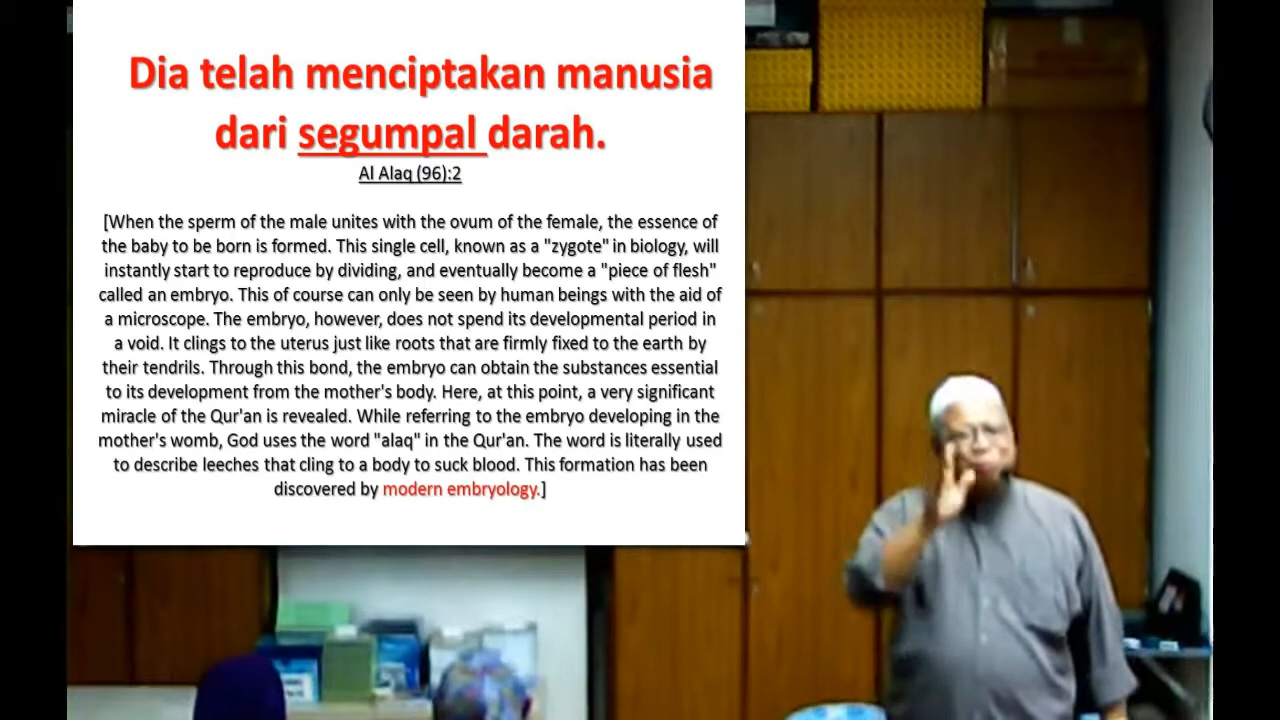 Dia telah menciptakan manusia
dari segumpal darah.
Al Alaq (96):2
[When the sperm of the male unites with the ovum of the female, the essence of
the baby to be born is formed. This single cell, known as a "zygote" in biology, will
instantly start to reproduce by dividing, and eventually become a "piece of flesh"
called an embryo. This of course can only be seen by human beings with the aid of
a microscope. The embryo, however, does not spend its developmental period in
a void. It clings to the uterus just like roots that are firmly fixed to the earth by
their tendrils. Through this bond, the embryo can obtain the substances essential
to its development from the mother's body. Here, at this point, a very significant
miracle of the Qur'an is revealed. While referring to the embryo developing in the
mother's womb, God uses the word "alaq" in the Qur'an. The word is literally used
to describe leeches that cling to a body to suck blood. This formation has been
discovered by modern embryology.]